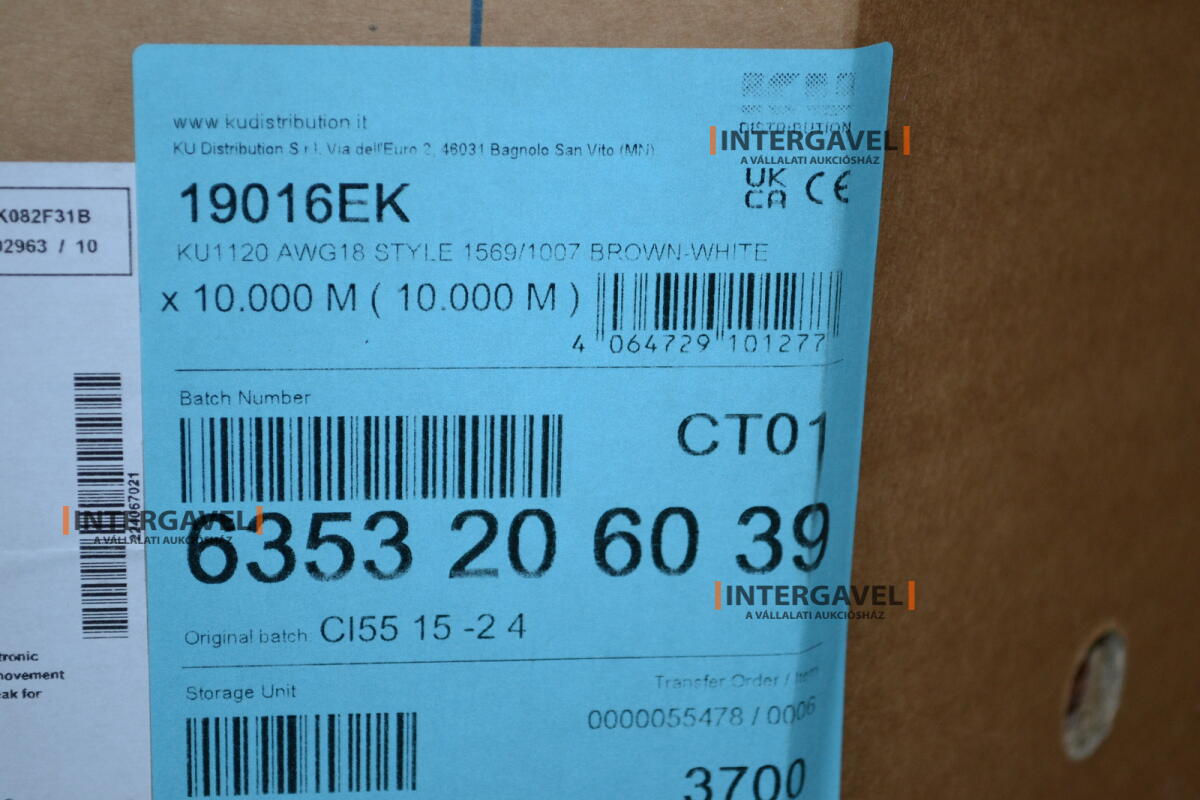 www.kudistribution.it
KU Distribution S.r.l. Via dell'Euro 2, 46031 Bagnolo San Vito (MN)
DISTRIBUTION
INTERGAVEL
A VÁLLALATI AUKCIÓSHÁZ
UK
CA CE
19016EK
KU1120 AWG18 STYLE 1569/1007 BROWN-WHITE
x 10.000 M ( 10.000 M )
4 064729 101277
Batch Number
CT01
6353 20 60 39
INTERGAVEL
A VÁLLALATI AUKCIÓSHÁZ
Original batch CI55 15 -2 4
Storage Unit
Transfer Order / Item
0000055478 / 0006
3700
K082F31B
02963 / 10
224067021
INTERGAVEL
A VÁLLALATI AUKCIÓSHÁZ
tronic
movement
eak for